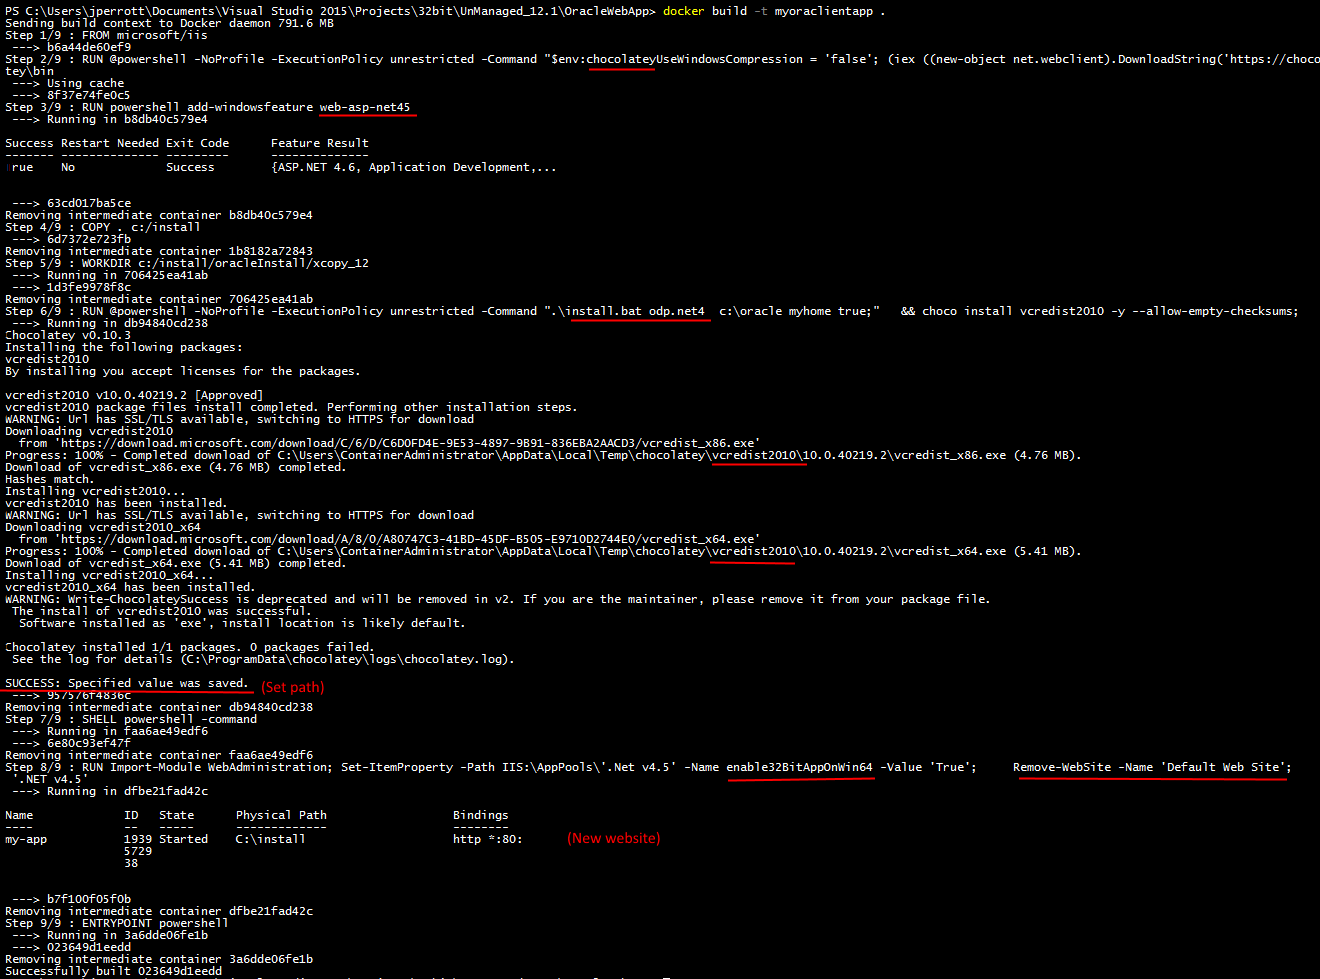 PS C:\Users\jperrott\Documents\Visual Studio 2015\Projects\32bit\UnManaged_12.1\OracleWebApp> docker build -t myoraclientapp .
Sending build context to Docker daemon 791.6 MB
Step 1/9 : FROM microsoft/iis
 ---> b6a44de60ef9
Step 2/9 : RUN @powershell -NoProfile -ExecutionPolicy unrestricted -Command "$env:chocolateyUseWindowsCompression = 'false'; (iex ((new-object net.webclient).DownloadString('https://choco
tey\bin
 ---> Using cache
 ---> 8f37e74fe0c5
Step 3/9 : RUN powershell add-windowsfeature web-asp-net45
 ---> Running in b8db40c579e4
Success Restart Needed Exit Code      Feature Result
------- -------------- ---------      --------------
rue    No             Success        {ASP.NET 4.6, Application Development,...
 ---> 63cd017ba5ce
Removing intermediate container b8db40c579e4
Step 4/9 : COPY . c:/install
 ---> 6d7372e723fb
Removing intermediate container 1b8182a72843
Step 5/9 : WORKDIR c:/install/oracleInstall/xcopy_12
 ---> Running in 706425ea41ab
 ---> 1d3fe9978f8c
Removing intermediate container 706425ea41ab
Step 6/9 : RUN @powershell -NoProfile -ExecutionPolicy unrestricted -Command ".\install.bat odp.net4  c:\oracle myhome true;"   && choco install vcredist2010 -y --allow-empty-checksums;
 ---> Running in db94840cd238
Chocolatey v0.10.3
Installing the following packages:
vcredist2010
By installing you accept licenses for the packages.
vcredist2010 v10.0.40219.2 [Approved]
vcredist2010 package files install completed. Performing other installation steps.
WARNING: Url has SSL/TLS available, switching to HTTPS for download
Downloading vcredist2010
  from 'https://download.microsoft.com/download/C/6/D/C6D0FD4E-9E53-4897-9B91-836EBA2AACD3/vcredist_x86.exe'
Progress: 100% - Completed download of C:\Users\ContainerAdministrator\AppData\Local\Temp\chocolatey\vcredist2010\10.0.40219.2\vcredist_x86.exe (4.76 MB).
Download of vcredist_x86.exe (4.76 MB) completed.
Hashes match.
Installing vcredist2010...
vcredist2010 has been installed.
WARNING: Url has SSL/TLS available, switching to HTTPS for download
Downloading vcredist2010_x64
  from 'https://download.microsoft.com/download/A/8/0/A80747C3-41BD-45DF-B505-E9710D2744E0/vcredist_x64.exe'
Progress: 100% - Completed download of C:\Users\ContainerAdministrator\AppData\Local\Temp\chocolatey\vcredist2010\10.0.40219.2\vcredist_x64.exe (5.41 MB).
Download of vcredist_x64.exe (5.41 MB) completed.
Installing vcredist2010_x64...
vcredist2010_x64 has been installed.
WARNING: Write-ChocolateySuccess is deprecated and will be removed in v2. If you are the maintainer, please remove it from your package file.
 The install of vcredist2010 was successful.
  Software installed as 'exe', install location is likely default.
Chocolatey installed 1/1 packages. 0 packages failed.
 See the log for details (C:\ProgramData\chocolatey\logs\chocolatey.log).
SUCCESS: Specified value was saved. (Set path)
 ---> 957576f4836c
Removing intermediate container db94840cd238
Step 7/9 : SHELL powershell -command
 ---> Running in faa6ae49edf6
 ---> 6e80c93ef47f
Removing intermediate container faa6ae49edf6
Step 8/9 : RUN Import-Module WebAdministration; Set-ItemProperty -Path IIS:\AppPools\'.Net v4.5' -Name enable32BitAppOnWin64 -Value 'True';     Remove-WebSite -Name 'Default Web Site';
 '.NET v4.5'
 ---> Running in dfbe21fad42c
Name             ID   State      Physical Path                  Bindings
----             --   -----      -------------                  --------
my-app           1939 Started    C:\install                     http *:80: (New website)
5729
38
 ---> b7f100f05f0b
Removing intermediate container dfbe21fad42c
Step 9/9 : ENTRYPOINT powershell
 ---> Running in 3a6dde06fe1b
 ---> 023649d1eedd
Removing intermediate container 3a6dde06fe1b
Successfully built 023649d1eedd